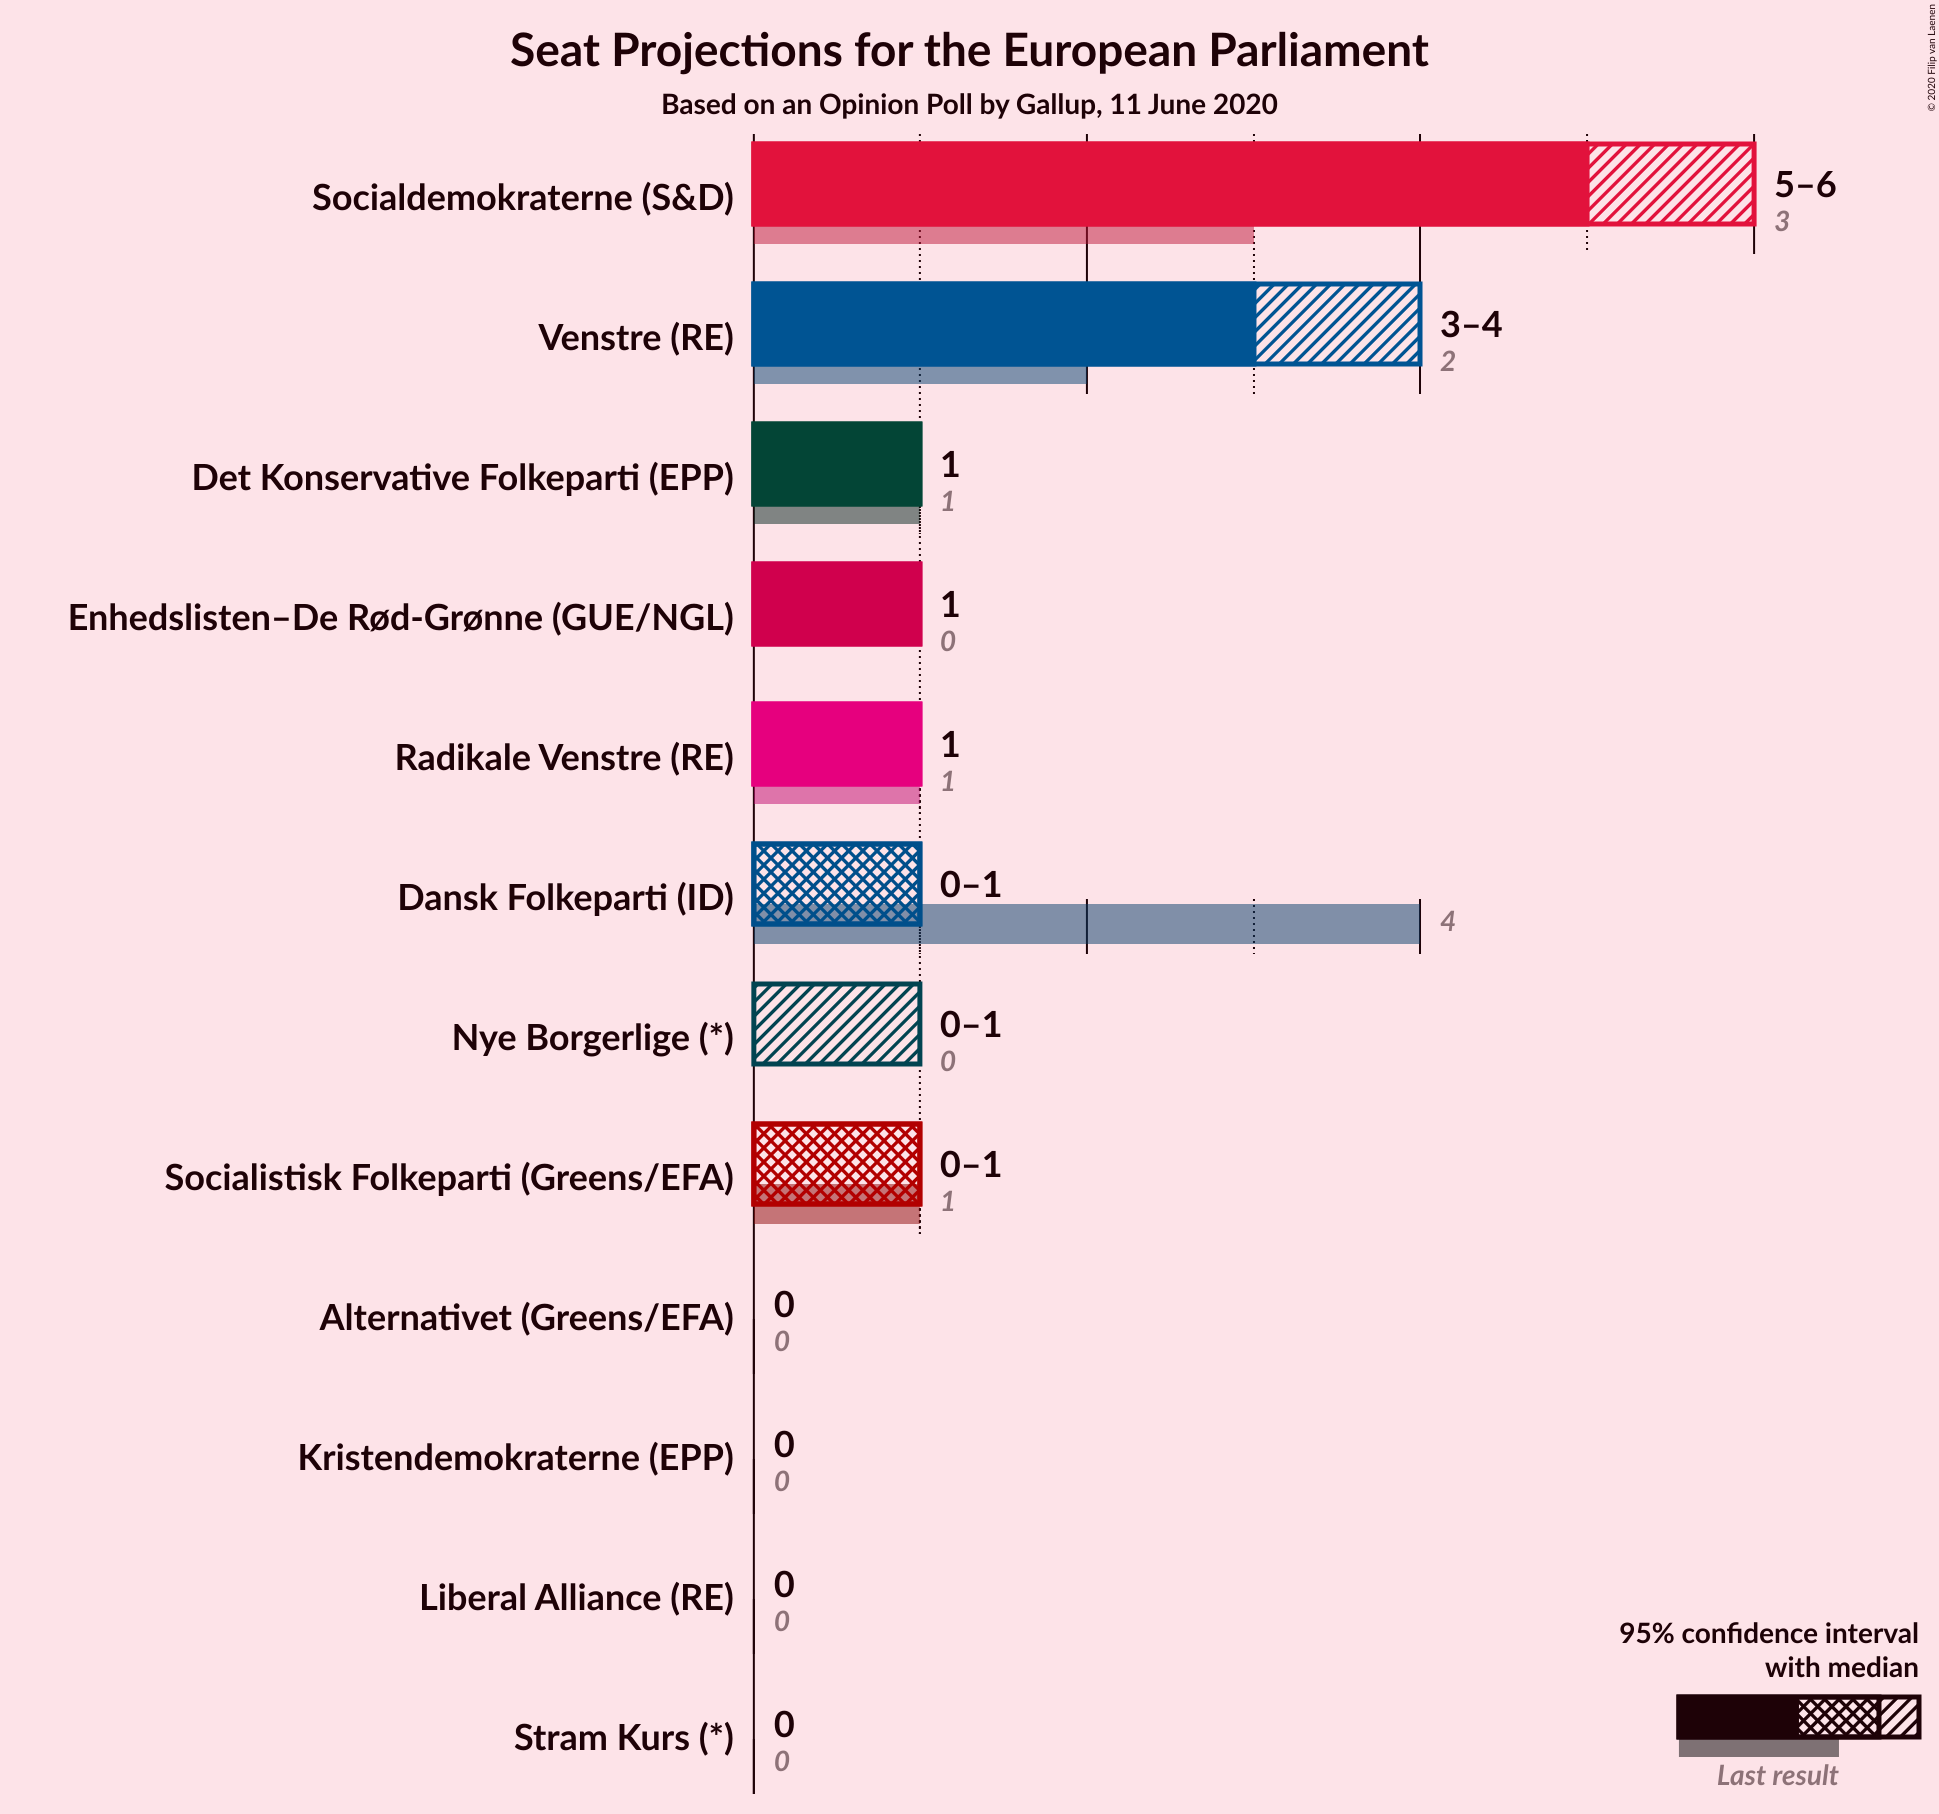 Seat Projections for the European Parliament
Based on an Opinion Poll by Gallup, 11 June 2020
© 2020 Filip van Laenen
Socialdemokraterne (S&D)
5–6
3
Venstre (RE)
3–4
2
Det Konservative Folkeparti (EPP)
1
1
Enhedslisten–De Rød-Grønne (GUE/NGL)
1
0
Radikale Venstre (RE)
1
1
Dansk Folkeparti (ID)
0–1
4
Nye Borgerlige (*)
0–1
0
Socialistisk Folkeparti (Greens/EFA)
0–1
1
Alternativet (Greens/EFA)
0
0
Kristendemokraterne (EPP)
0
0
Liberal Alliance (RE)
0
0
Stram Kurs (*)
0
0
95% confidence interval
with median
Last result